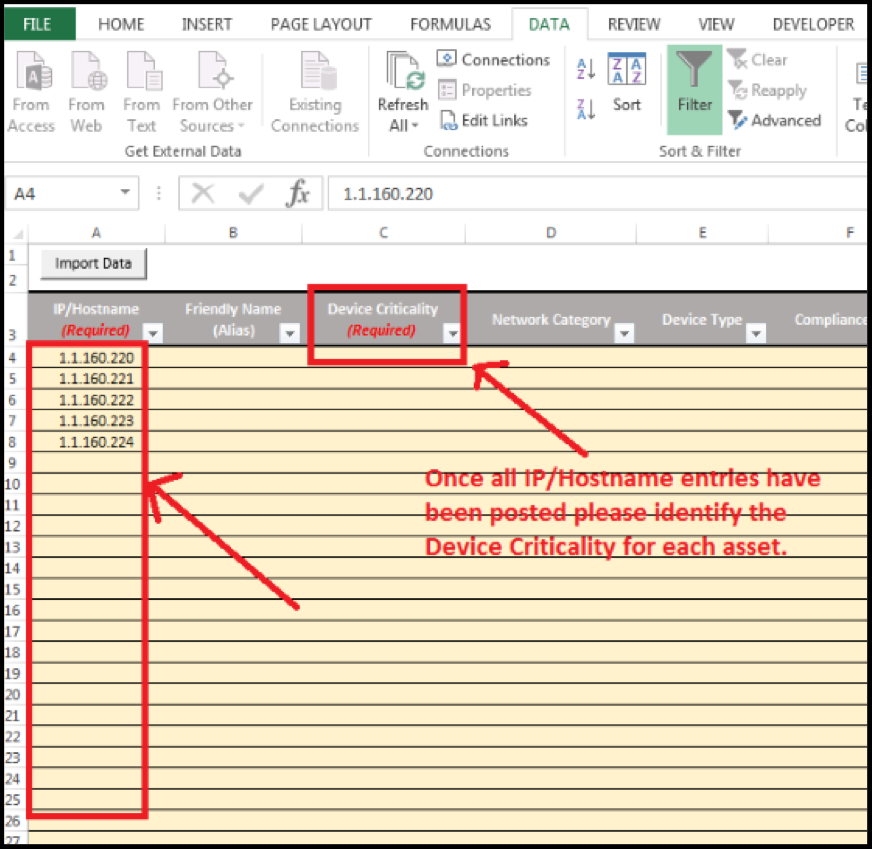 FILE HOME INSERT PAGE LAYOUT FORMULAS DATA REVIEW VIEW DEVELOPER
From Access
From Web
From Text
From Other Sources
Existing Connections
Refresh All
Connections
Properties
Edit Links
Sort
Filter
Clear
Reapply
Advanced
Get External Data Connections Sort & Filter
A4 fx 1.1.160.220
A B C D E F
1 Import Data
2
3 IP/Hostname (Required) Friendly Name (Alias) Device Criticality (Required) Network Category Device Type Compliance
4 1.1.160.220
5 1.1.160.221
6 1.1.160.222
7 1.1.160.223
8 1.1.160.224
9
10
11
12
13
14
15
16
17
18
19
20
21
22
23
24
25
26
27
Once all IP/Hostname entries have
been posted please identify the
Device Criticality for each asset.